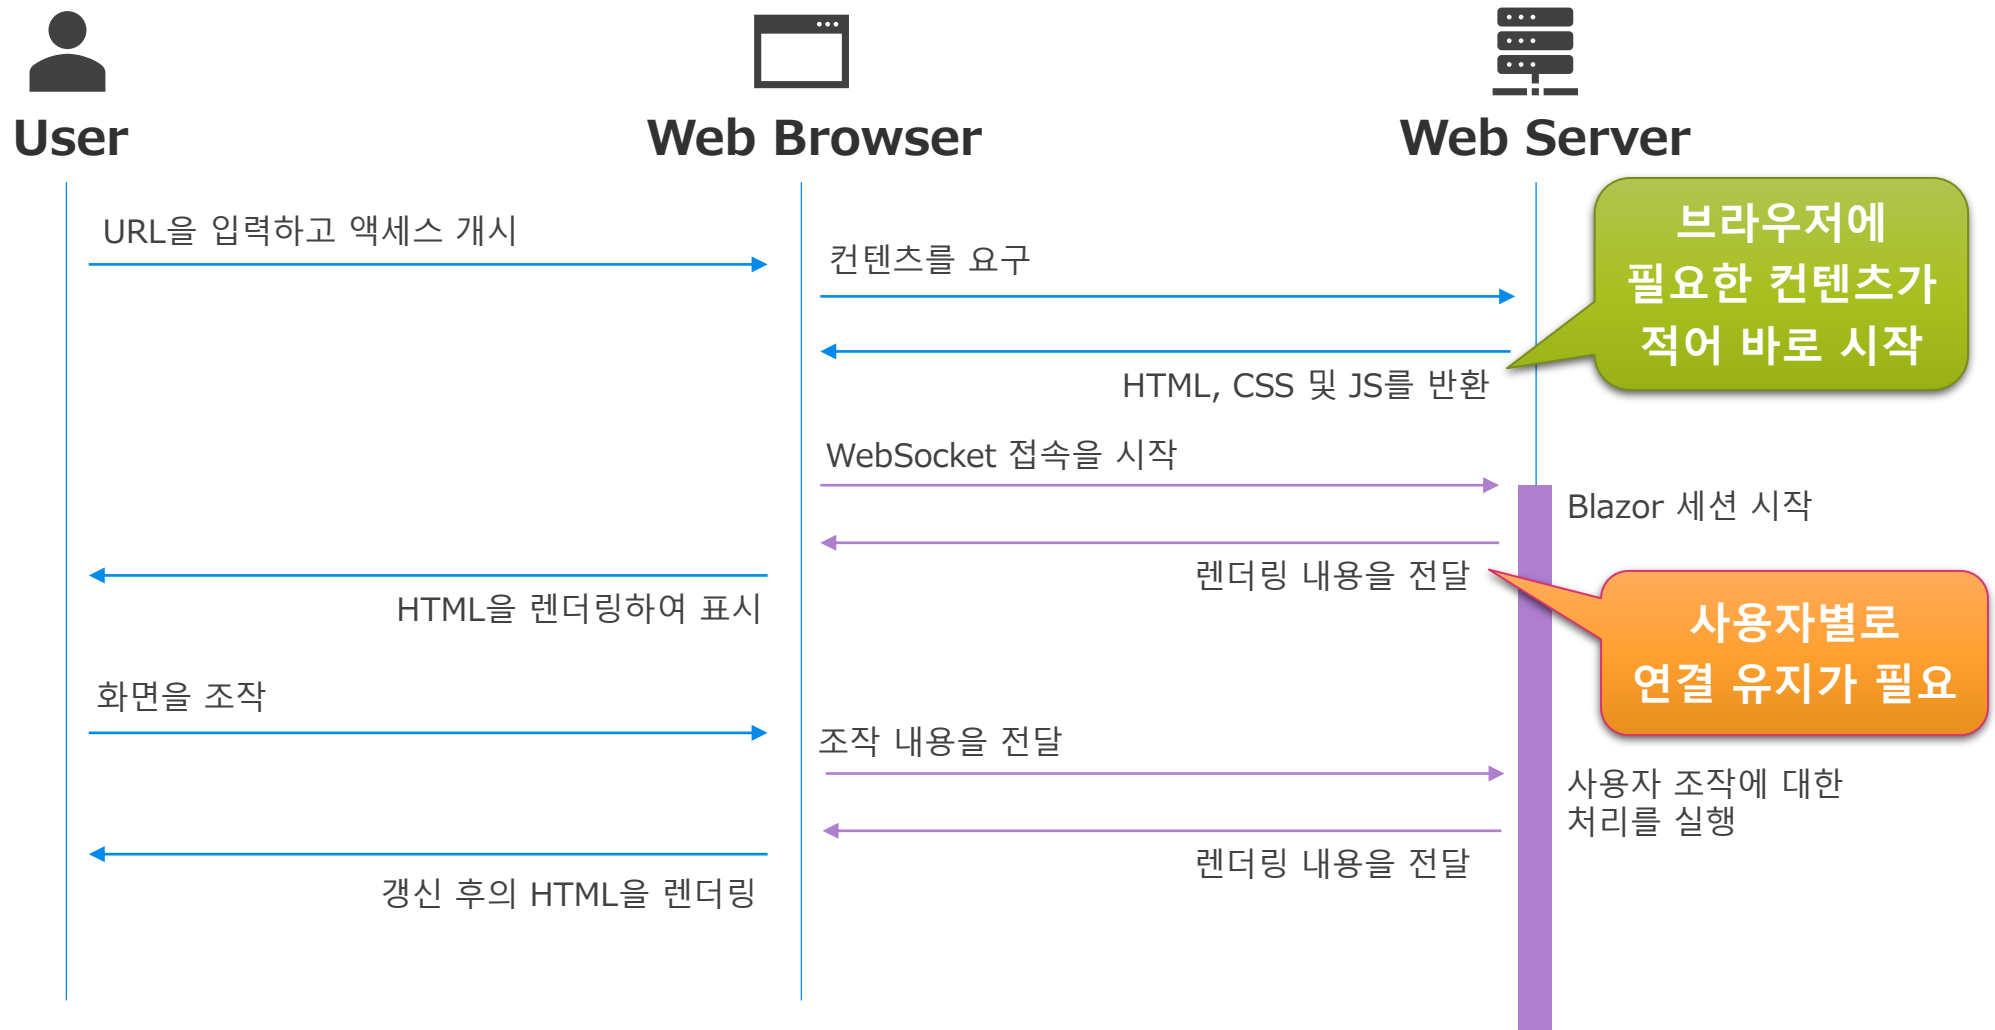 User
Web Browser
Web Server
URL을 입력하고 액세스 개시
컨텐츠를 요구
브라우저에
필요한 컨텐츠가
적어 바로 시작
HTML, CSS 및 JS를 반환
WebSocket 접속을 시작
Blazor 세션 시작
렌더링 내용을 전달
HTML을 렌더링하여 표시
사용자별로
연결 유지가 필요
화면을 조작
조작 내용을 전달
사용자 조작에 대한
처리를 실행
렌더링 내용을 전달
갱신 후의 HTML을 렌더링